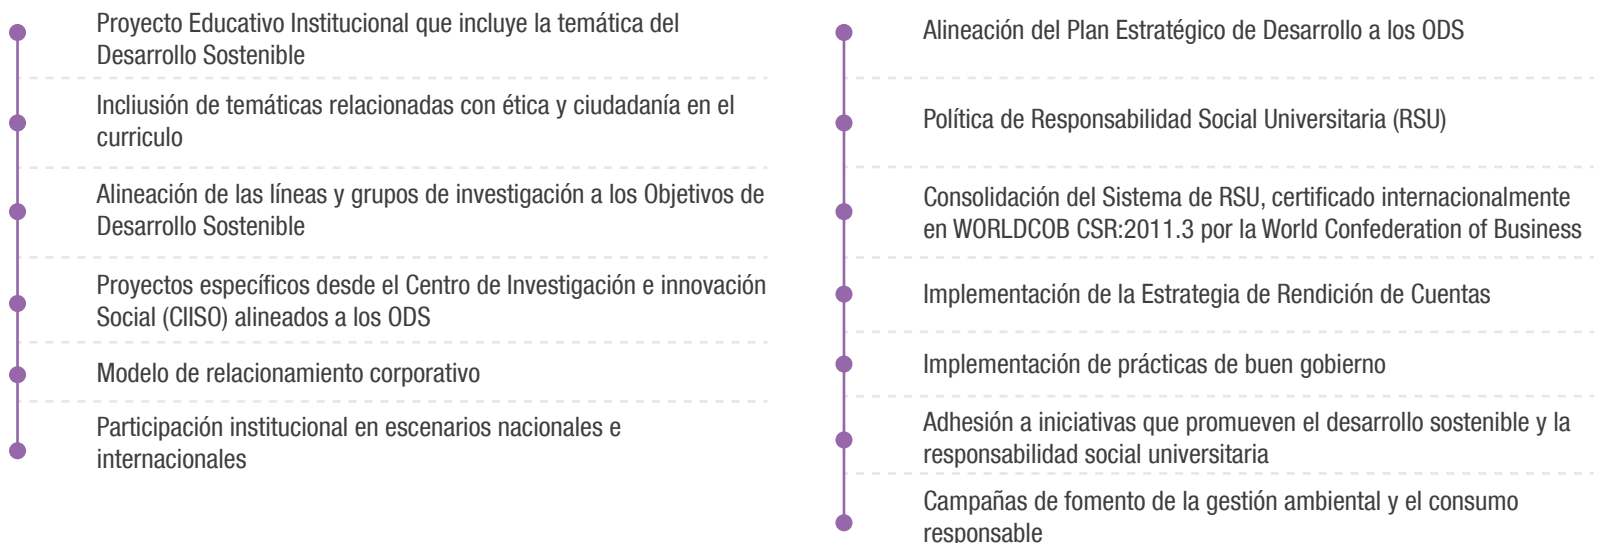 Proyecto Educativo Institucional que incluye la temática del
Desarrollo Sostenible
Incliusión de temáticas relacionadas con ética y ciudadanía en el
curriculo
Alineación de las líneas y grupos de investigación a los Objetivos de
Desarrollo Sostenible
Proyectos específicos desde el Centro de Investigación e innovación
Social (CIISO) alineados a los ODS
Modelo de relacionamiento corporativo
Participación institucional en escenarios nacionales e
internacionales
Alineación del Plan Estratégico de Desarrollo a los ODS
Política de Responsabilidad Social Universitaria (RSU)
Consolidación del Sistema de RSU, certificado internacionalmente
en WORLDCOB CSR:2011.3 por la World Confederation of Business
Implementación de la Estrategia de Rendición de Cuentas
Implementación de prácticas de buen gobierno
Adhesión a iniciativas que promueven el desarrollo sostenible y la
responsabilidad social universitaria
Campañas de fomento de la gestión ambiental y el consumo
responsable